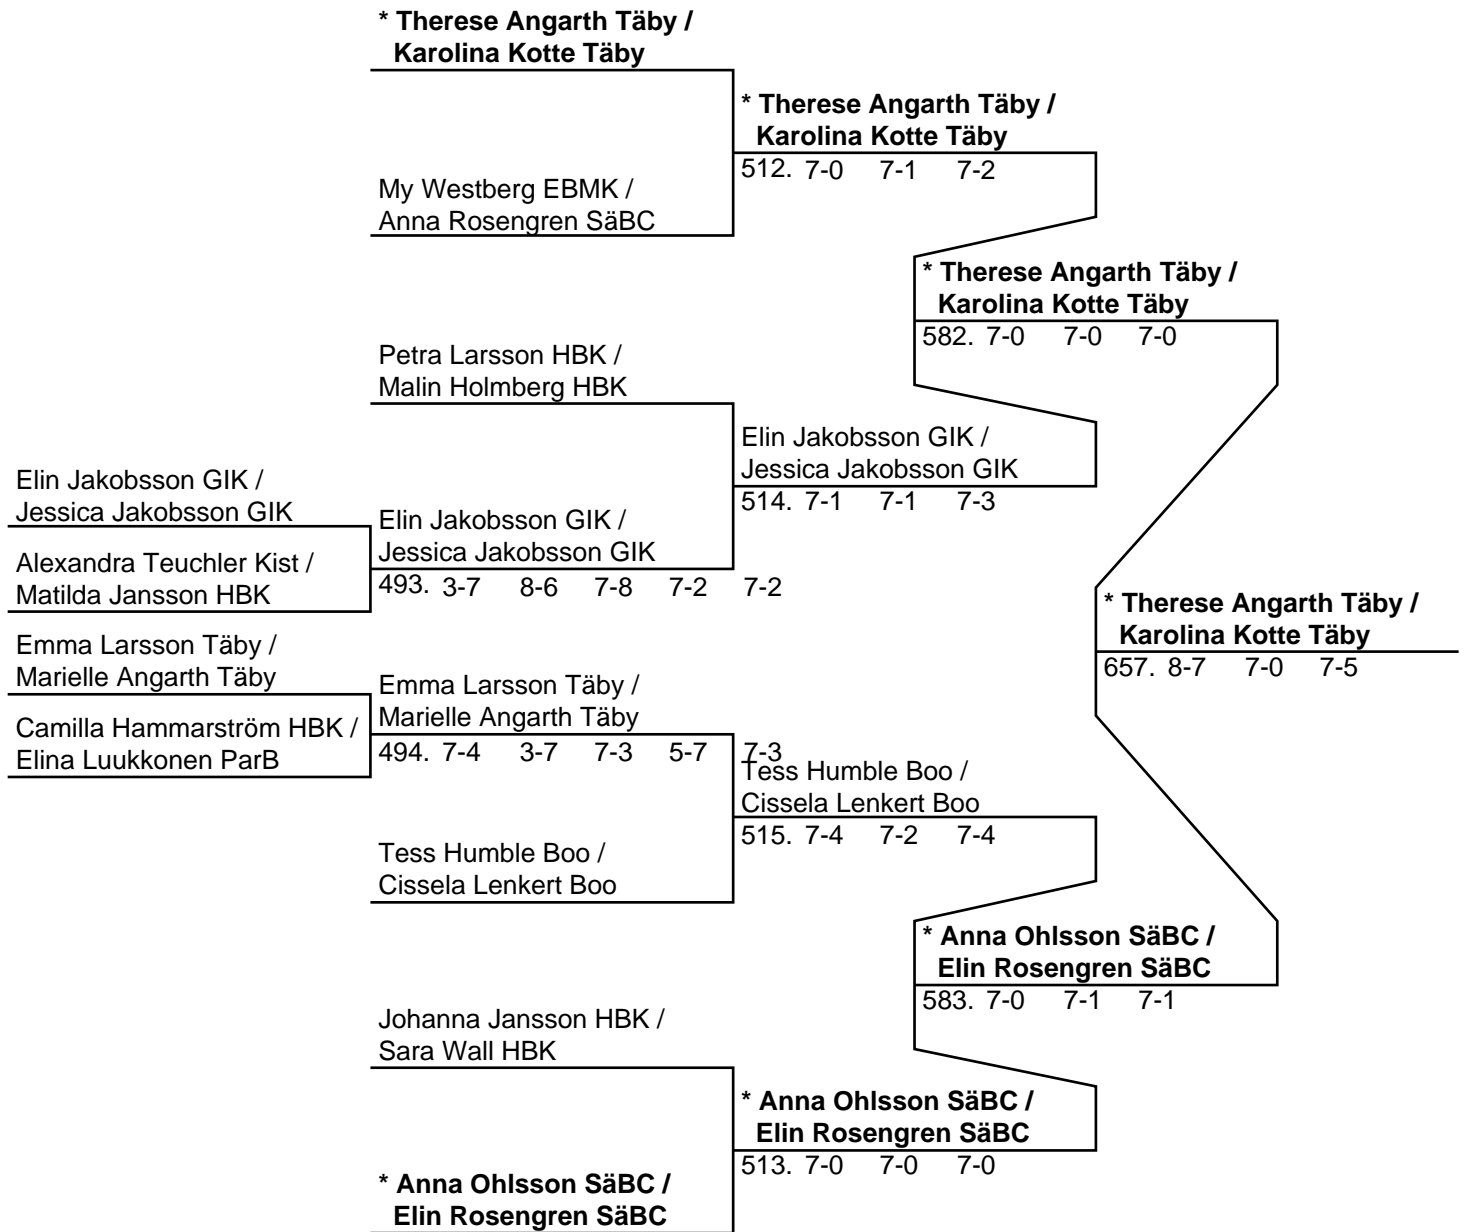 * Therese Angarth Täby /
Karolina Kotte Täby
* Therese Angarth Täby /
Karolina Kotte Täby
512. 7-0 7-1 7-2
My Westberg EBMK /
Anna Rosengren SäBC
* Therese Angarth Täby /
Karolina Kotte Täby
582. 7-0 7-0 7-0
Petra Larsson HBK /
Malin Holmberg HBK
Elin Jakobsson GIK /
Jessica Jakobsson GIK
514. 7-1 7-1 7-3
Elin Jakobsson GIK /
Jessica Jakobsson GIK
Elin Jakobsson GIK /
Jessica Jakobsson GIK
493. 3-7 8-6 7-8 7-2 7-2
Alexandra Teuchler Kist /
Matilda Jansson HBK
* Therese Angarth Täby /
Karolina Kotte Täby
657. 8-7 7-0 7-5
Emma Larsson Täby /
Marielle Angarth Täby
Emma Larsson Täby /
Marielle Angarth Täby
494. 7-4 3-7 7-3 5-7 7-3
Camilla Hammarström HBK /
Elina Luukkonen ParB
Tess Humble Boo /
Cissela Lenkert Boo
515. 7-4 7-2 7-4
Tess Humble Boo /
Cissela Lenkert Boo
* Anna Ohlsson SäBC /
Elin Rosengren SäBC
583. 7-0 7-1 7-1
Johanna Jansson HBK /
Sara Wall HBK
* Anna Ohlsson SäBC /
Elin Rosengren SäBC
513. 7-0 7-0 7-0
* Anna Ohlsson SäBC /
Elin Rosengren SäBC